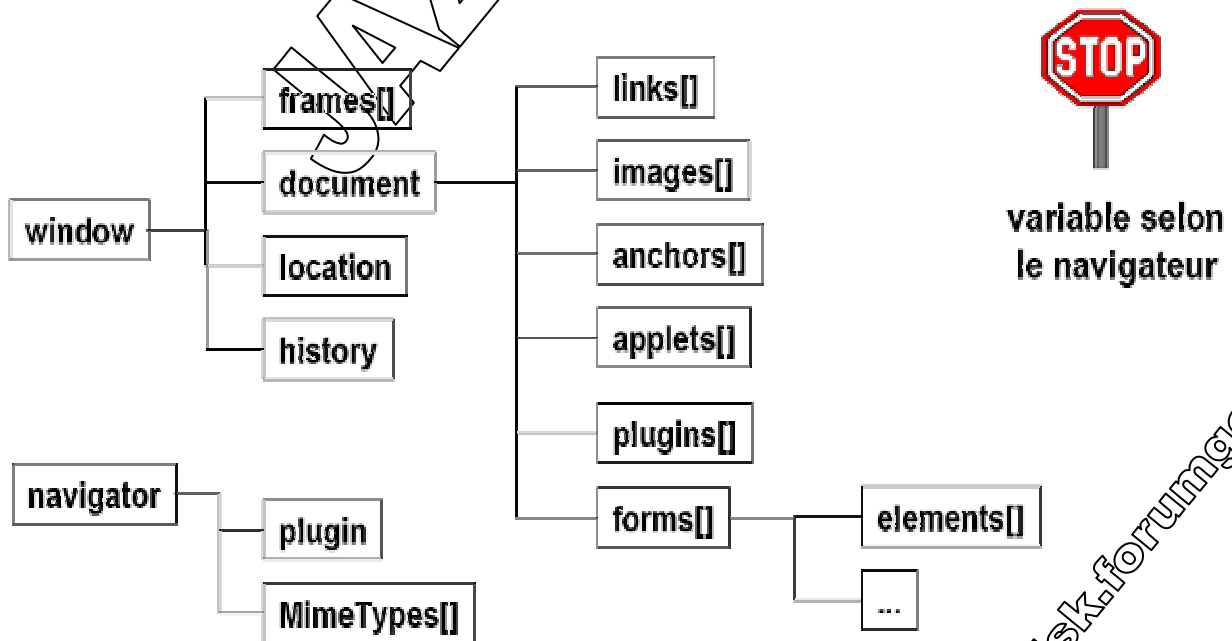 window
frames[]
document
location
history
links[]
images[]
anchors[]
applets[]
plugins[]
forms[]
elements[]
...
navigator
plugin
MimeTypes[]
STOP
variable selon
le navigateur